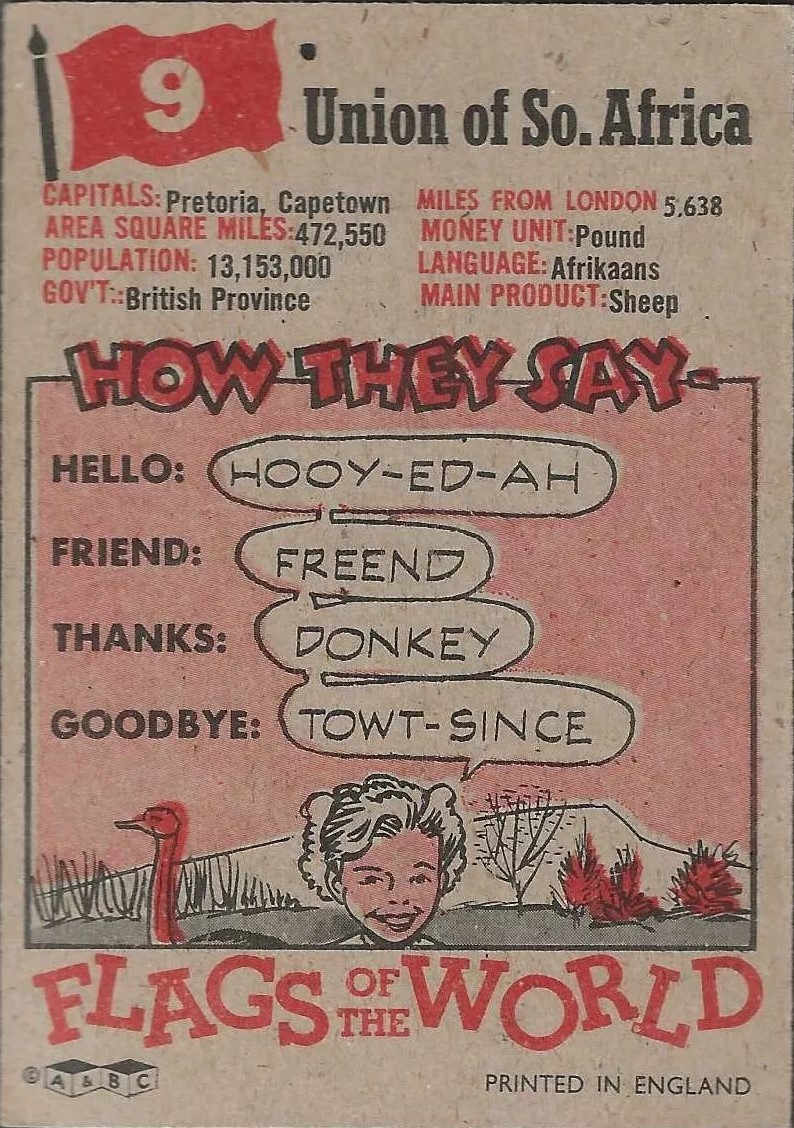 9
Union of So. Africa
CAPITALS: Pretoria, Capetown
AREA SQUARE MILES: 472,550
POPULATION: 13,153,000
GOV'T.: British Province
MILES FROM LONDON 5,638
MONEY UNIT: Pound
LANGUAGE: Afrikaans
MAIN PRODUCT: Sheep
HOW THEY SAY-
HELLO: HOOY-ED-AH
FRIEND: FREEND
THANKS: DONKEY
GOODBYE: TOWT-SINCE
FLAGS OF THE WORLD
© A & B C
PRINTED IN ENGLAND